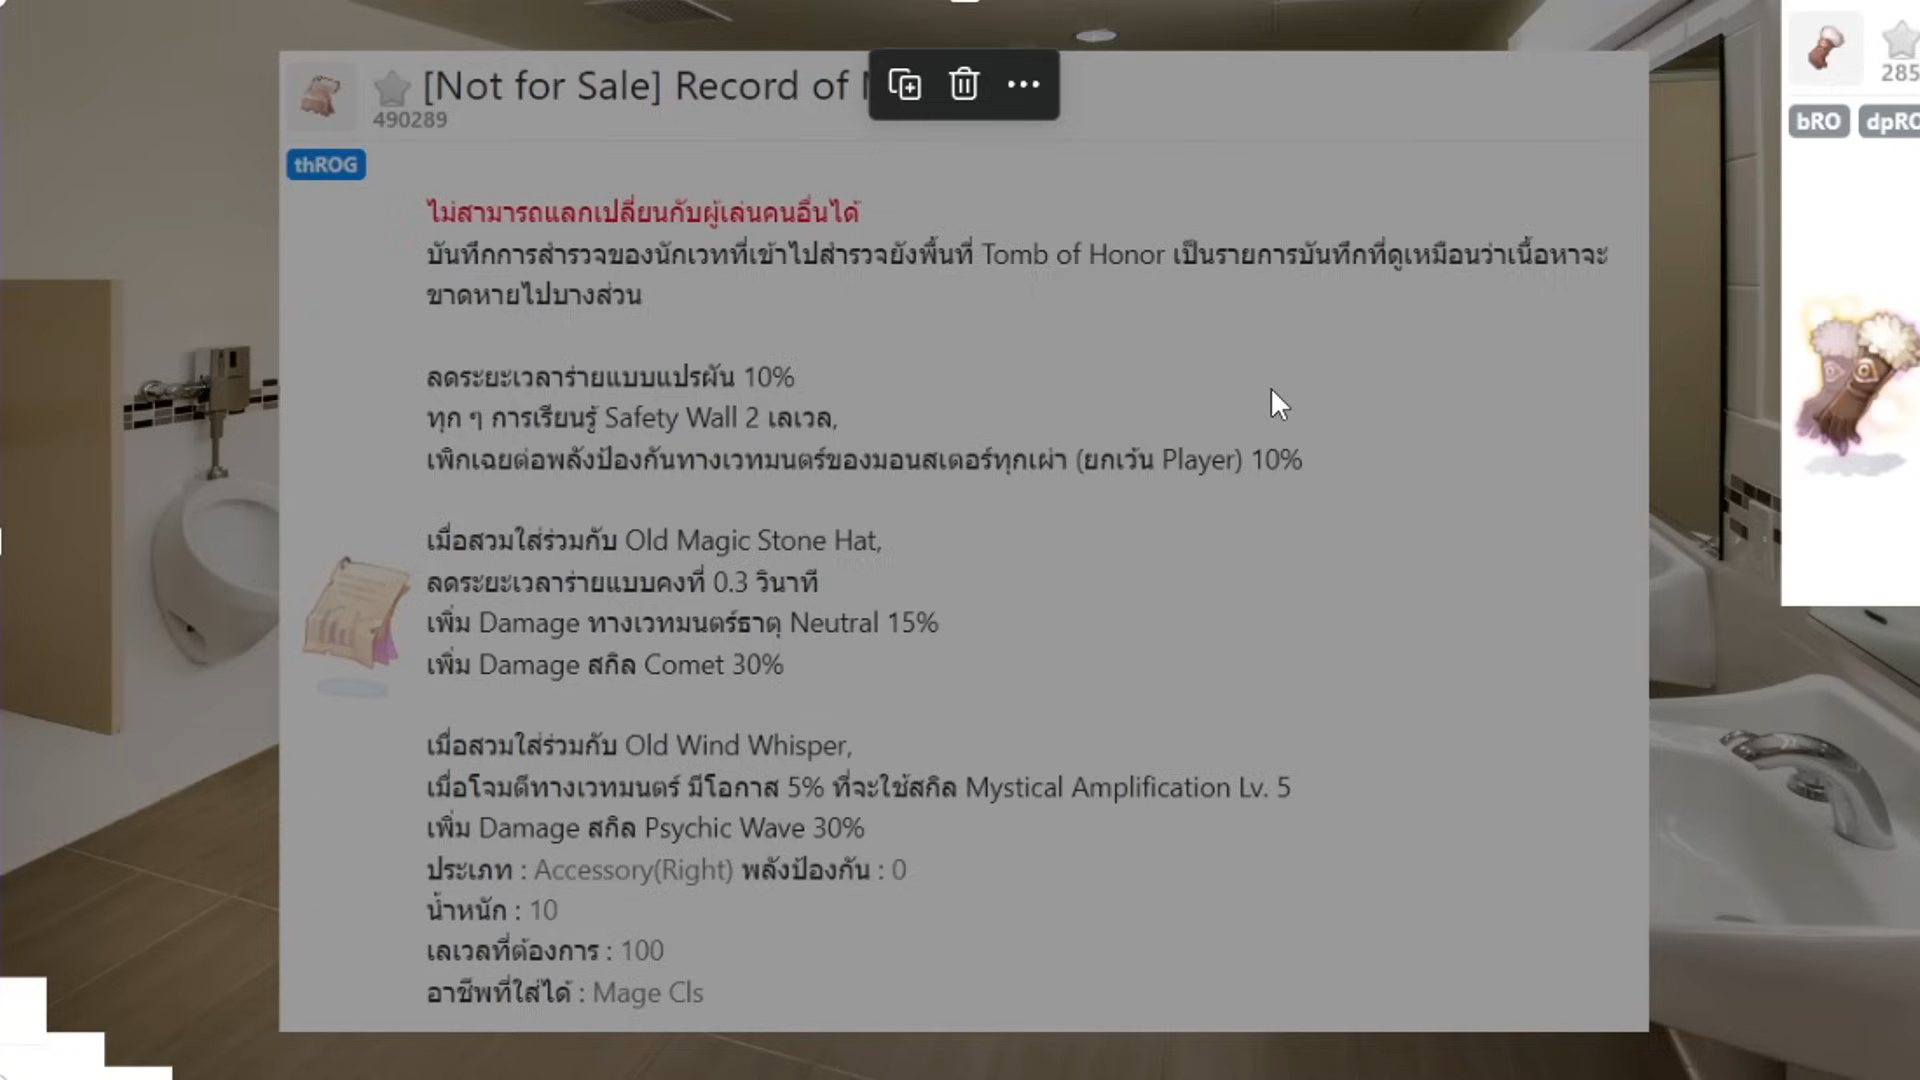 [Not for Sale] Record of
490289
thROG
ไม่สามารถแลกเปลี่ยนกับผู้เล่นคนอื่นได้
บันทึกการสำรวจของนักเวทที่เข้าไปสำรวจยังพื้นที่ Tomb of Honor เป็นรายการบันทึกที่ดูเหมือนว่าเนื้อหาจะ
ขาดหายไปบางส่วน
ลดระยะเวลาร่ายแบบแปรผัน 10%
ทุก ๆ การเรียนรู้ Safety Wall 2 เลเวล,
เพิกเฉยต่อพลังป้องกันทางเวทมนตร์ของมอนสเตอร์ทุกเผ่า (ยกเว้น Player) 10%
เมื่อสวมใส่ร่วมกับ Old Magic Stone Hat,
ลดระยะเวลาร่ายแบบคงที่ 0.3 วินาที
เพิ่ม Damage ทางเวทมนตร์ธาตุ Neutral 15%
เพิ่ม Damage สกิล Comet 30%
เมื่อสวมใส่ร่วมกับ Old Wind Whisper,
เมื่อโจมตีทางเวทมนตร์ มีโอกาส 5% ที่จะใช้สกิล Mystical Amplification Lv. 5
เพิ่ม Damage สกิล Psychic Wave 30%
ประเภท : Accessory(Right) พลังป้องกัน : 0
น้ำหนัก : 10
เลเวลที่ต้องการ : 100
อาชีพที่ใส่ได้ : Mage Cls
285
bRO
dpRO